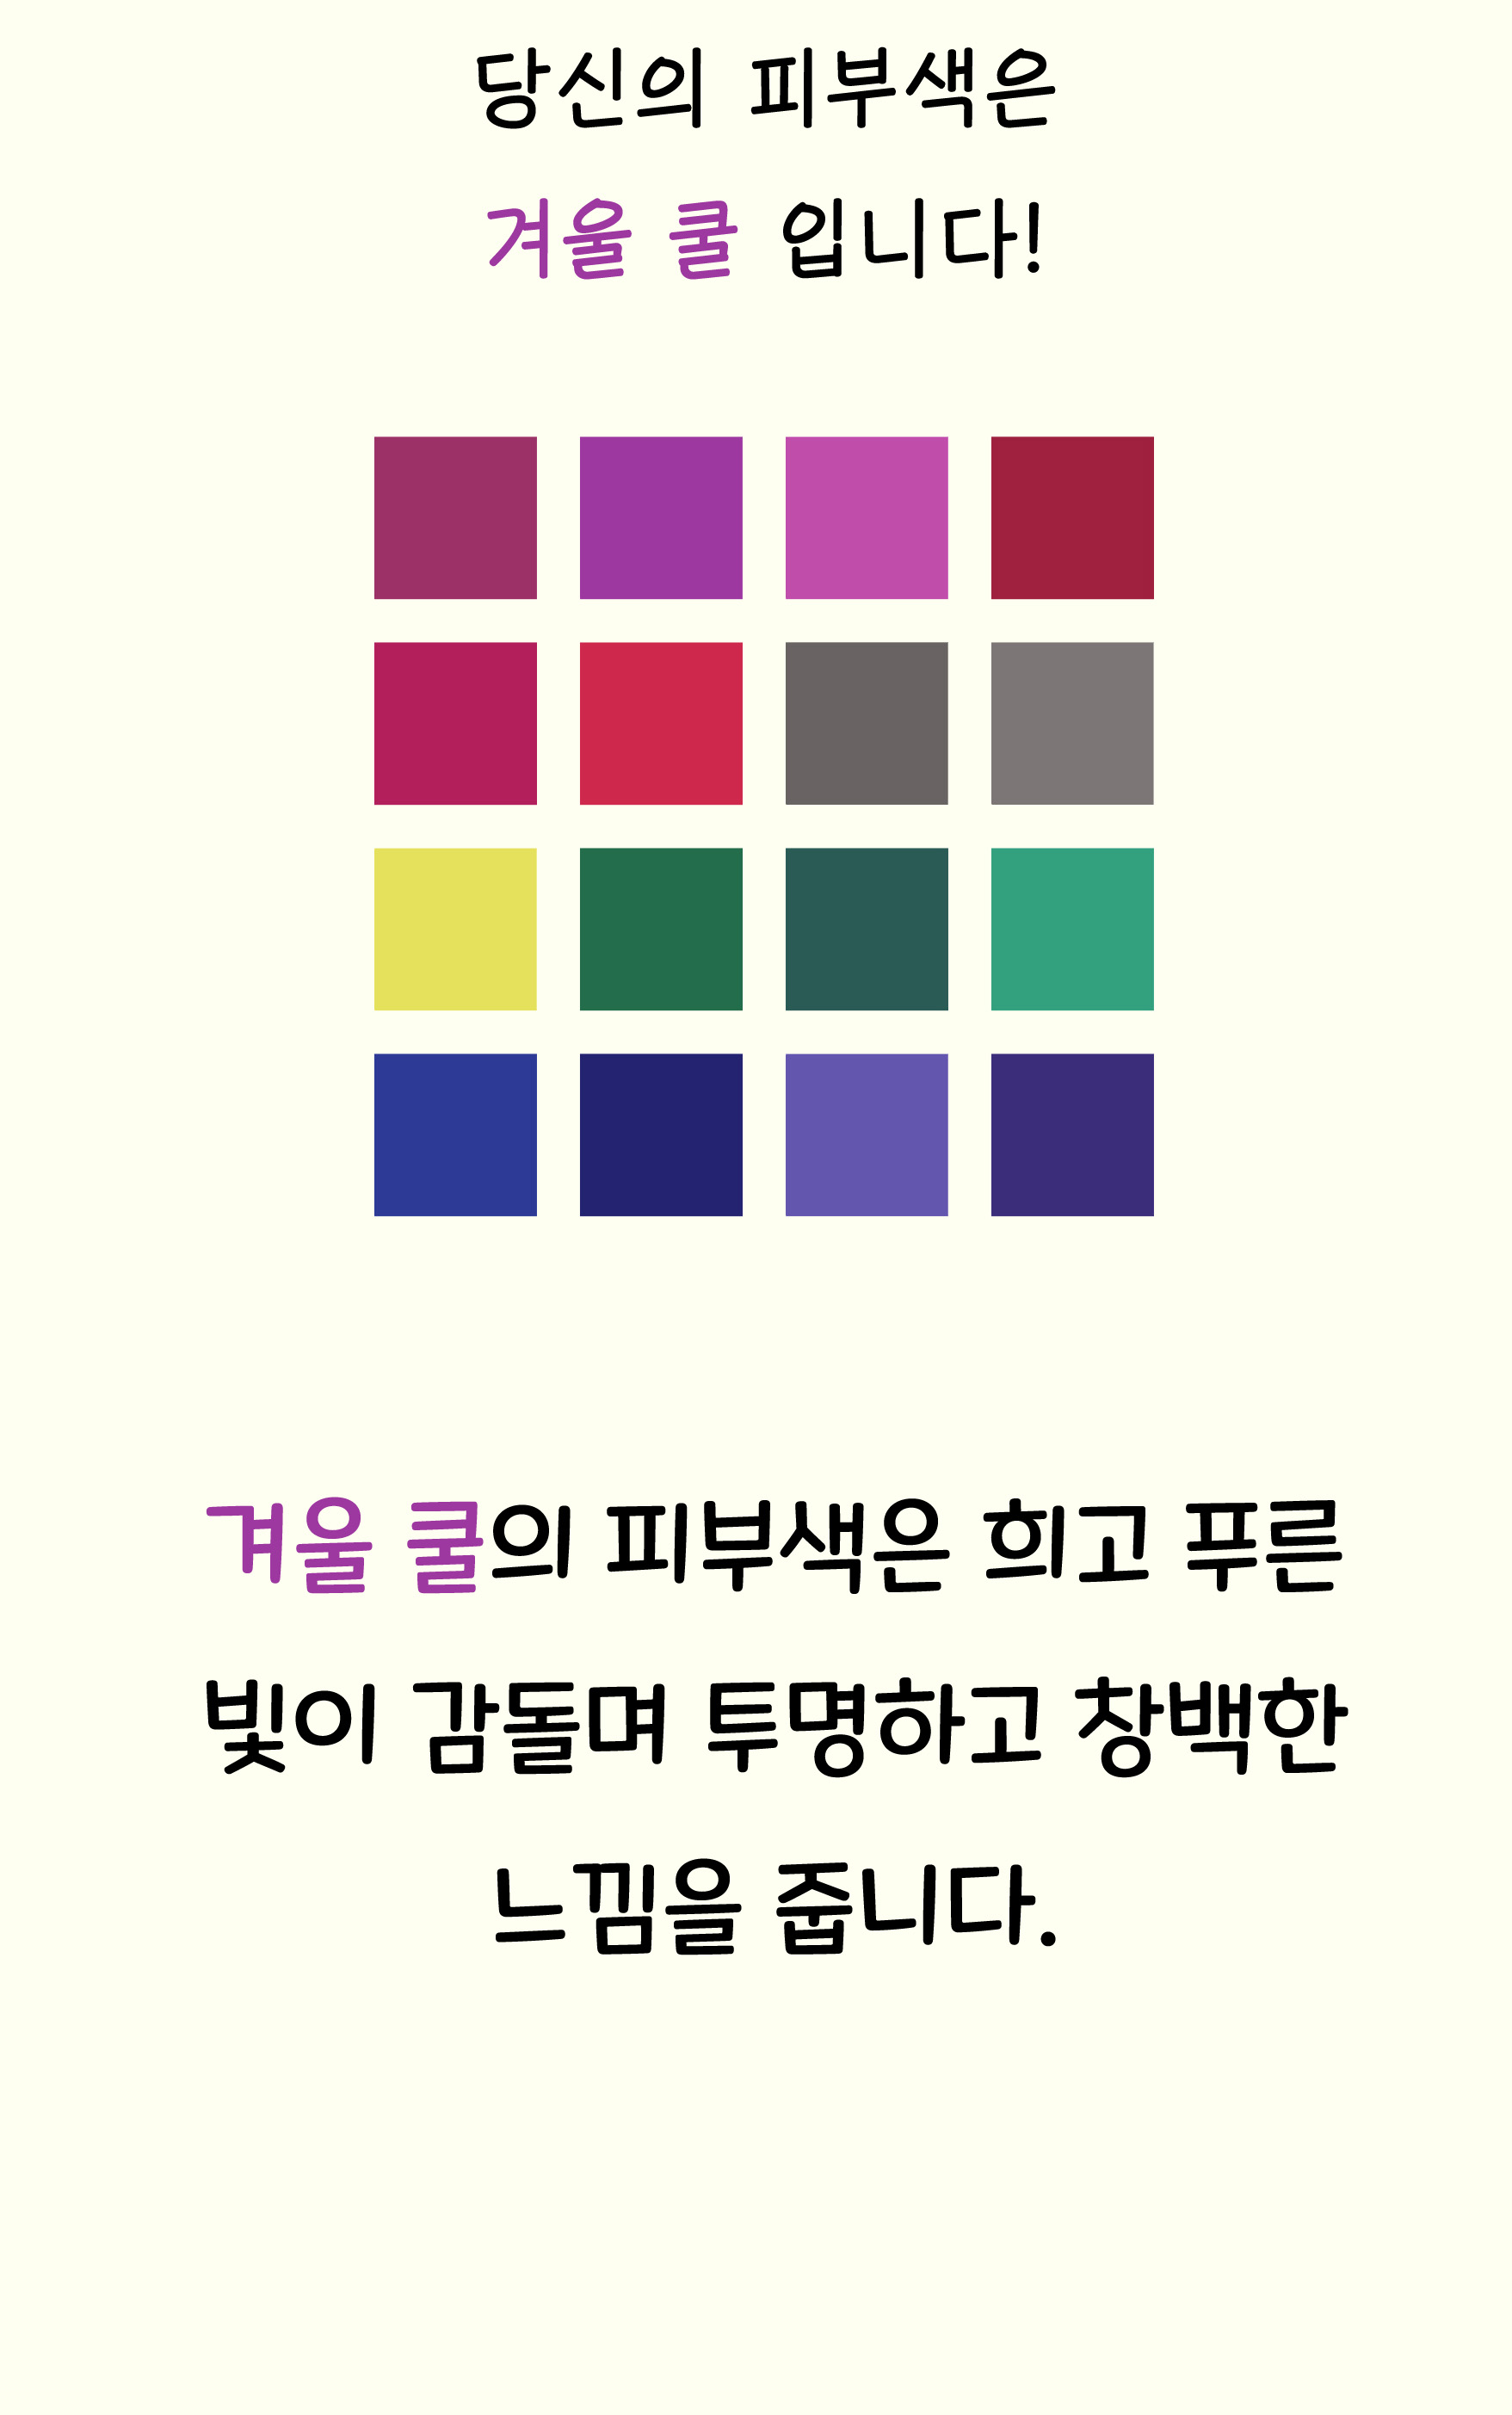 당신의 피부색은
겨울 쿨 입니다!
겨울 쿨의 피부색은 희고 푸른
빛이 감돌며 투명하고 창백한
느낌을 줍니다.